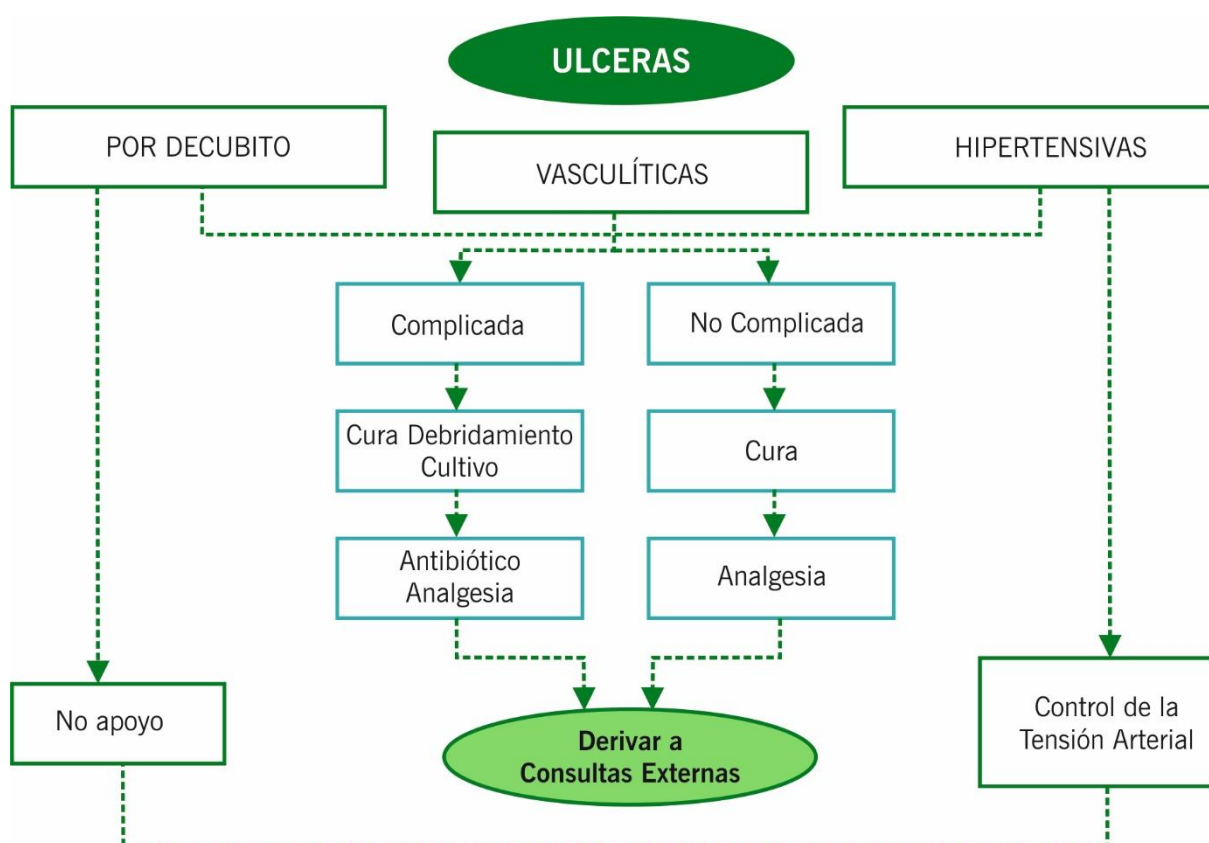 ULCERAS
POR DECUBITO
VASCULÍTICAS
HIPERTENSIVAS
Complicada
No Complicada
Cura Debridamiento
Cultivo
Cura
Antibiótico
Analgesia
Analgesia
No apoyo
Derivar a
Consultas Externas
Control de la
Tensión Arterial